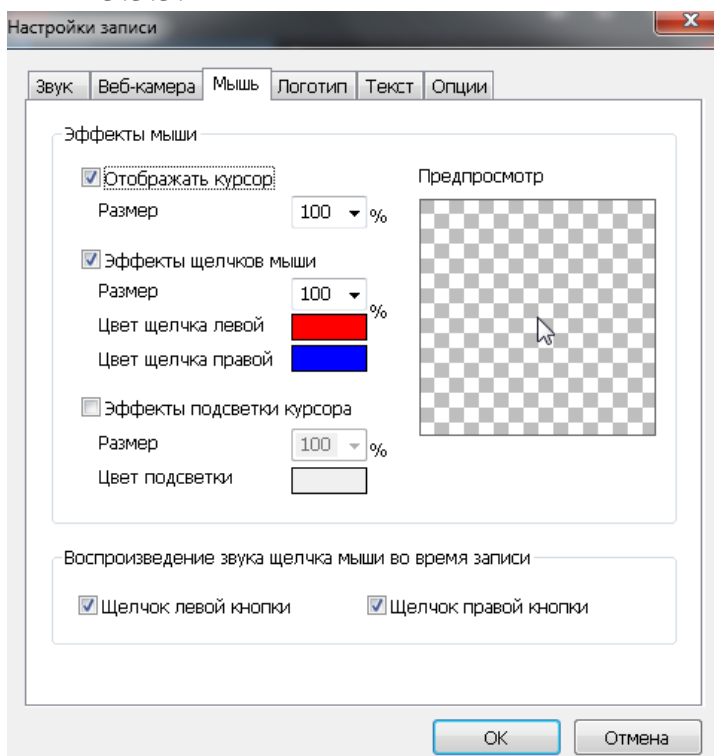 Настройки записи
Звук Веб-камера Мышь Логотип Текст Опции
Эффекты мыши
Отображать курсор
Предпросмотр
Размер 100 %
Эффекты щелчков мыши
Размер 100 %
Цвет щелчка левой
Цвет щелчка правой
Эффекты подсветки курсора
Размер 100 %
Цвет подсветки
Воспроизведение звука щелчка мыши во время записи
Щелчок левой кнопки Щелчок правой кнопки
OK Отмена